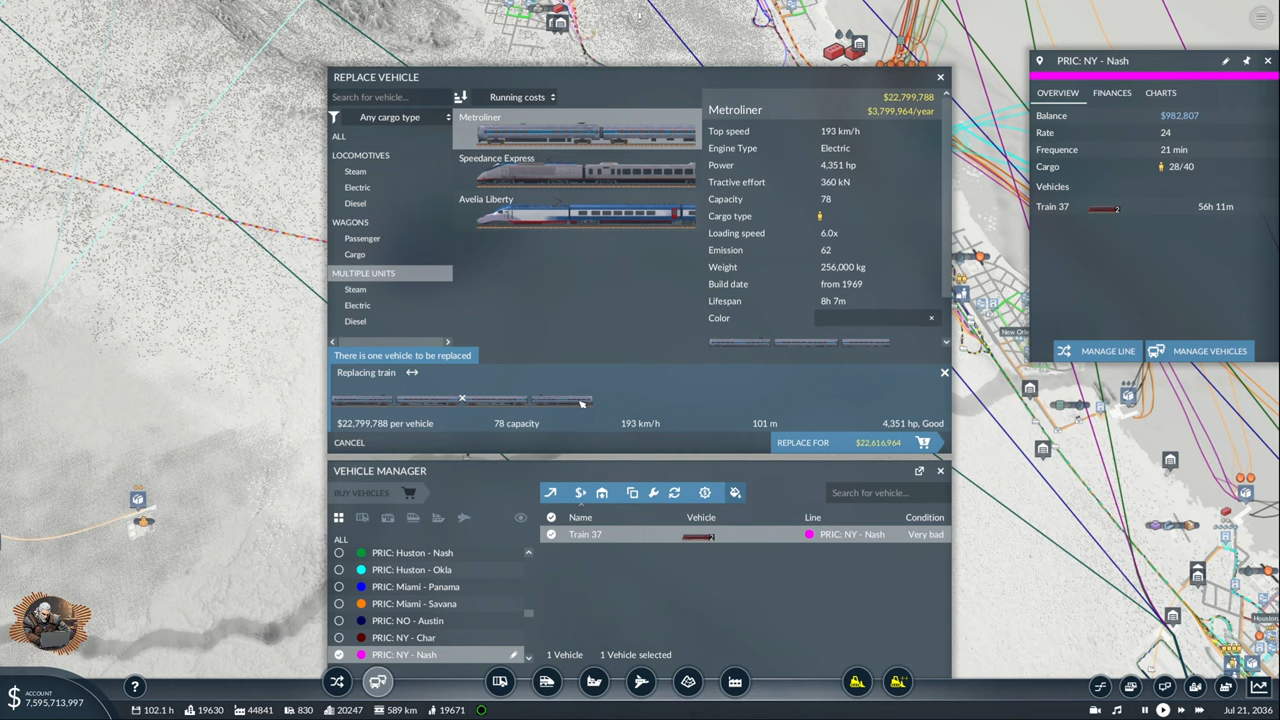 REPLACE VEHICLE
Search for vehicle...
Running costs
Any cargo type
ALL
LOCOMOTIVES
Steam
Electric
Diesel
WAGONS
Passenger
Cargo
MULTIPLE UNITS
Steam
Electric
Diesel
Metroliner
Speedance Express
Avelia Liberty
$22,799,788
Metroliner
$3,799,964/year
Top speed 193 km/h
Engine Type Electric
Power 4,351 hp
Tractive effort 360 kN
Capacity 78
Cargo type
Loading speed 6.0x
Emission 62
Weight 256,000 kg
Build date from 1969
Lifespan 8h 7m
Color
There is one vehicle to be replaced
Replacing train
$22,799,788 per vehicle 78 capacity 193 km/h 101 m 4,351 hp, Good
CANCEL REPLACE FOR $22,616,964
VEHICLE MANAGER
BUY VEHICLES
Search for vehicle...
ALL
PRIC: Huston - Nash
PRIC: Huston - Okla
PRIC: Miami - Panama
PRIC: Miami - Savana
PRIC: NO - Austin
PRIC: NY - Char
PRIC: NY - Nash
Name Vehicle Line Condition
Train 37 2 PRIC: NY - Nash Very bad
1 Vehicle 1 Vehicle selected
PRIC: NY - Nash
OVERVIEW FINANCES CHARTS
Balance $982,807
Rate 24
Frequency 21 min
Cargo 28/40
Vehicles
Train 37 2 56h 11m
MANAGE LINE MANAGE VEHICLES
New Orl
Houston
$ ACCOUNT
7,595,713,997
?
102.1 h 19630 44841 830 20247 589 km 19671
Jul 21, 2036